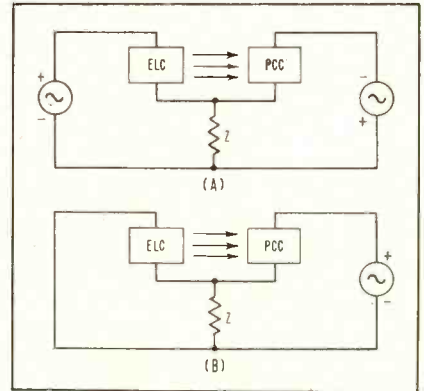 + ELC PCC -
- Z +
(A)
ELC PCC +
Z -
(B)